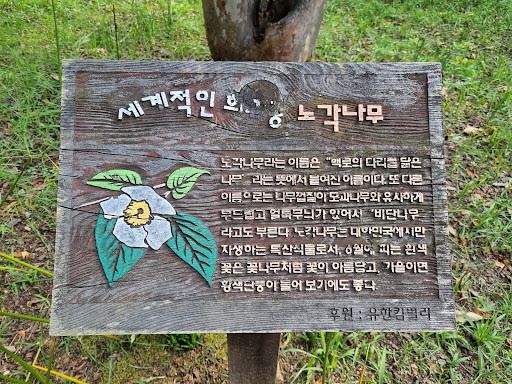 세계적인 희 종 노각나무
노각나무라는 이름은 "백로의 다리를 닮은
나무" 라는 뜻에서 붙어진 이름이다. 또 다른
이름으로는 나무껍질이 모과나무와 유사하게
부드럽고 얼룩무늬가 있어서 "비단나무"
라고도 부른다. 노각나무는 대한민국에서만
자생하는 특산식물로서, 6월에 피는 흰색
꽃은 꽃나무처럼 꽃이 아름답고, 가을이면
황색단풍이 들어 보기에도 좋다.
후원 : 유한킴벌리